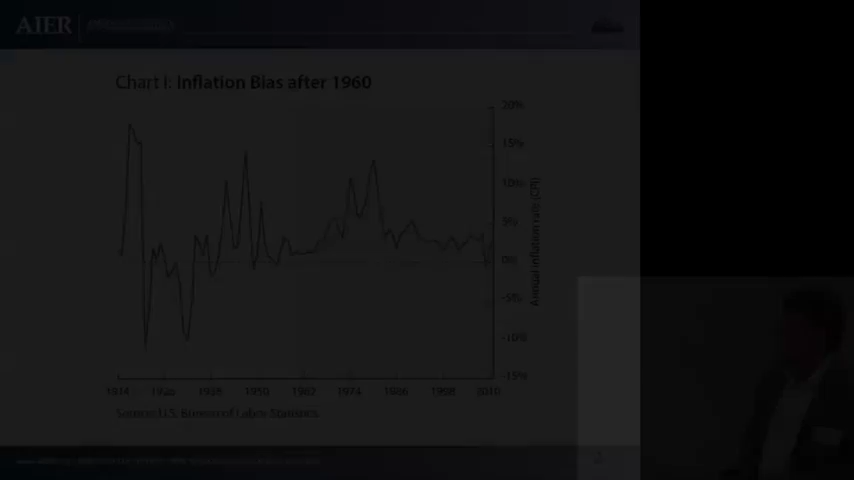 AIER
Chart I: Inflation Bias after 1960
20%
15%
10%
5%
0%
-5%
-10%
-15%
Annual inflation rate (CPI)
1914 1926 1938 1950 1962 1974 1986 1998 2010
Source: U.S. Bureau of Labor Statistics.
2